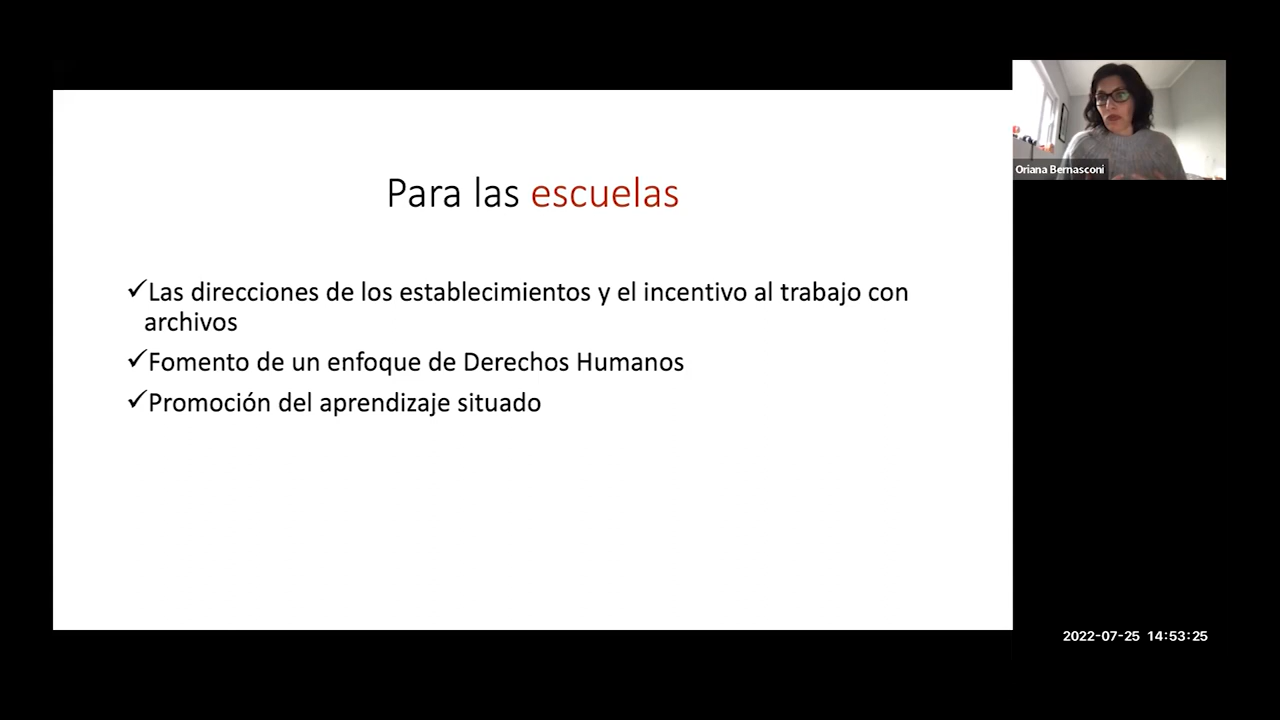 Para las escuelas
✓Las direcciones de los establecimientos y el incentivo al trabajo con
archivos
✓Fomento de un enfoque de Derechos Humanos
✓Promoción del aprendizaje situado
Oriana Bernasconi
2022-07-25 14:53:25